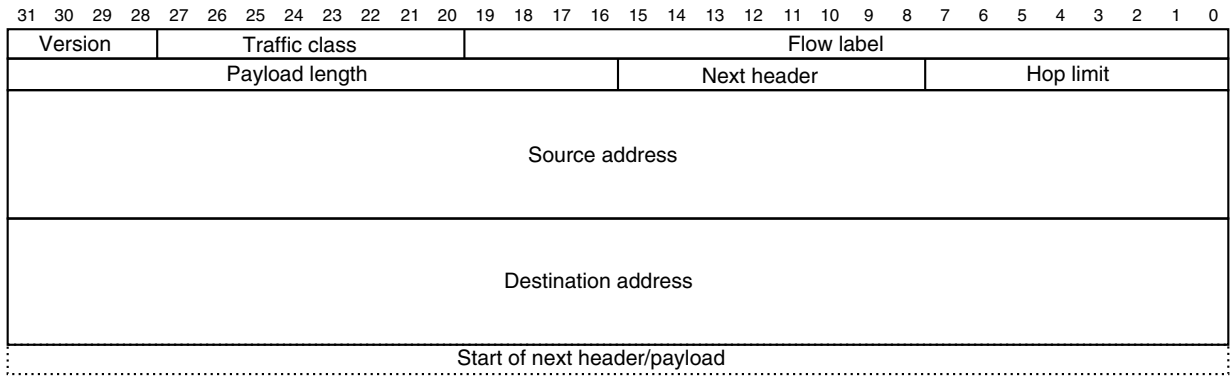 31 30 29 28 27 26 25 24 23 22 21 20 19 18 17 16 15 14 13 12 11 10 9 8 7 6 5 4 3 2 1 0
Version Traffic class Flow label
Payload length Next header Hop limit
Source address
Destination address
Start of next header/payload